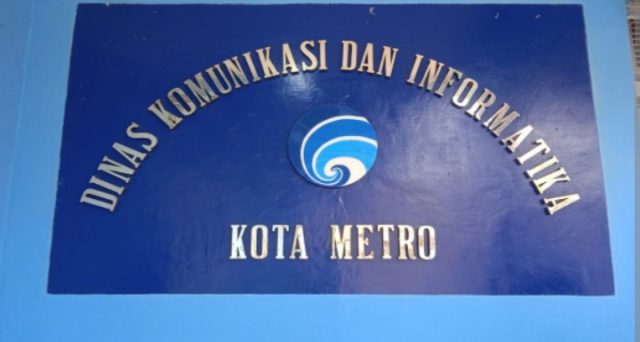 DINAS KOMUNIKASI DAN INFORMATIKA
KOTA METRO